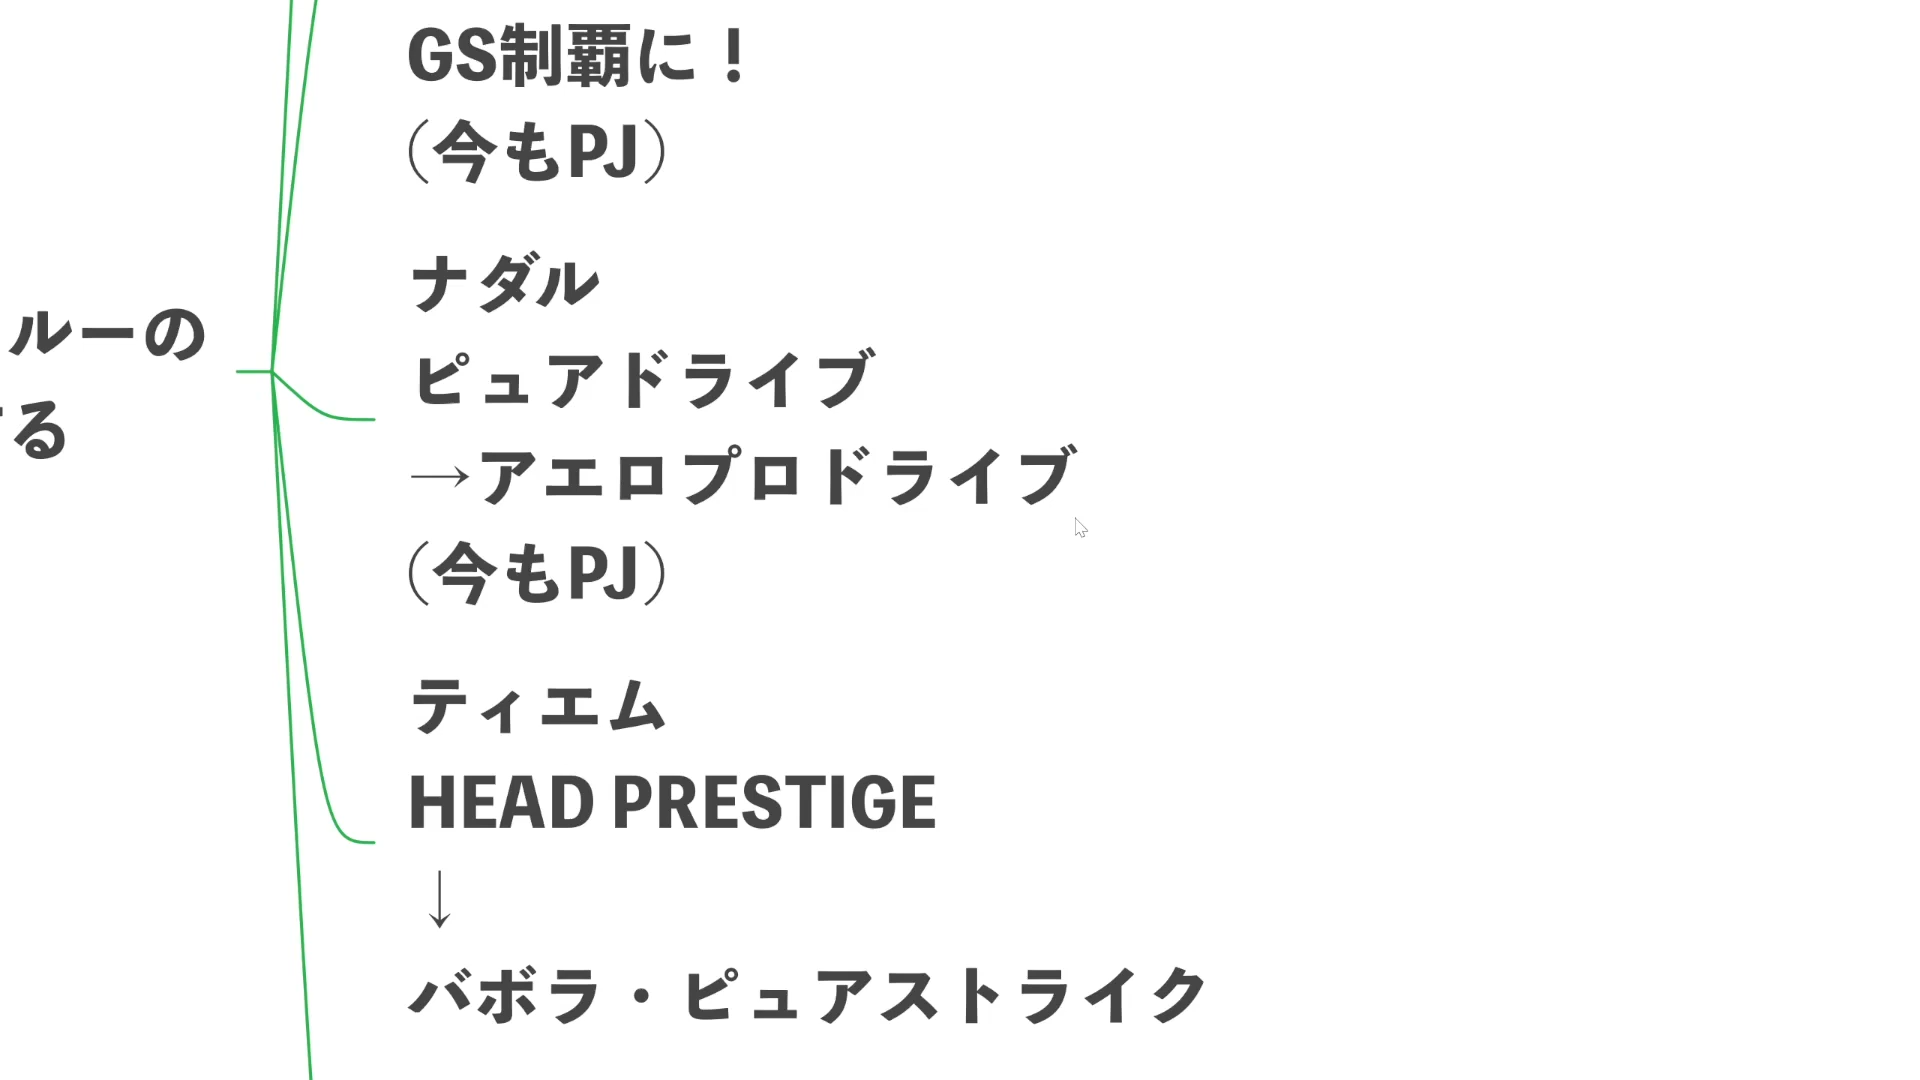 GS制覇に！
（今もPJ）
ルーの
る
ナダル
ピュアドライブ
→アエロプロドライブ
（今もPJ）
ティエム
HEAD PRESTIGE
↓
バボラ・ピュアストライク